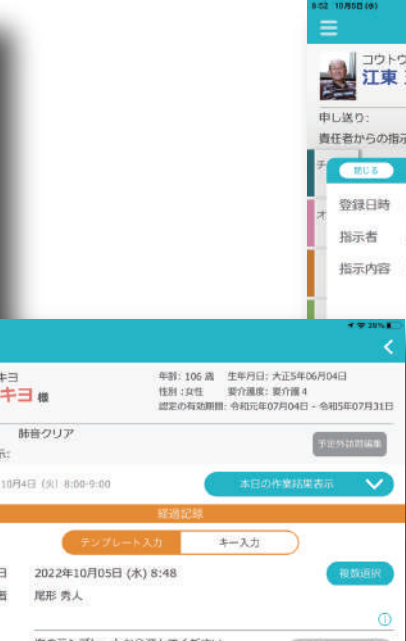 8:52 10月5日(水)
コウトウ
江東
申し送り:
責任者からの指示
チ
閉じる
オ
登録日時
指示者
指示内容
28%
キヨ
キヨ 様
年齢: 106 歳 生年月日: 大正5年06月04日
性別 :女性 要介護度: 要介護 4
認定の有効期間: 令和元年07月04日 - 令和5年07月31日
肺音クリア
示:
予定外訪問編集
10月4日 (火) 8:00-9:00
本日の作業結果表示
経過記録
テンプレート入力 キー入力
日 2022年10月05日 (水) 8:48
複数選択
者 尾形 秀人